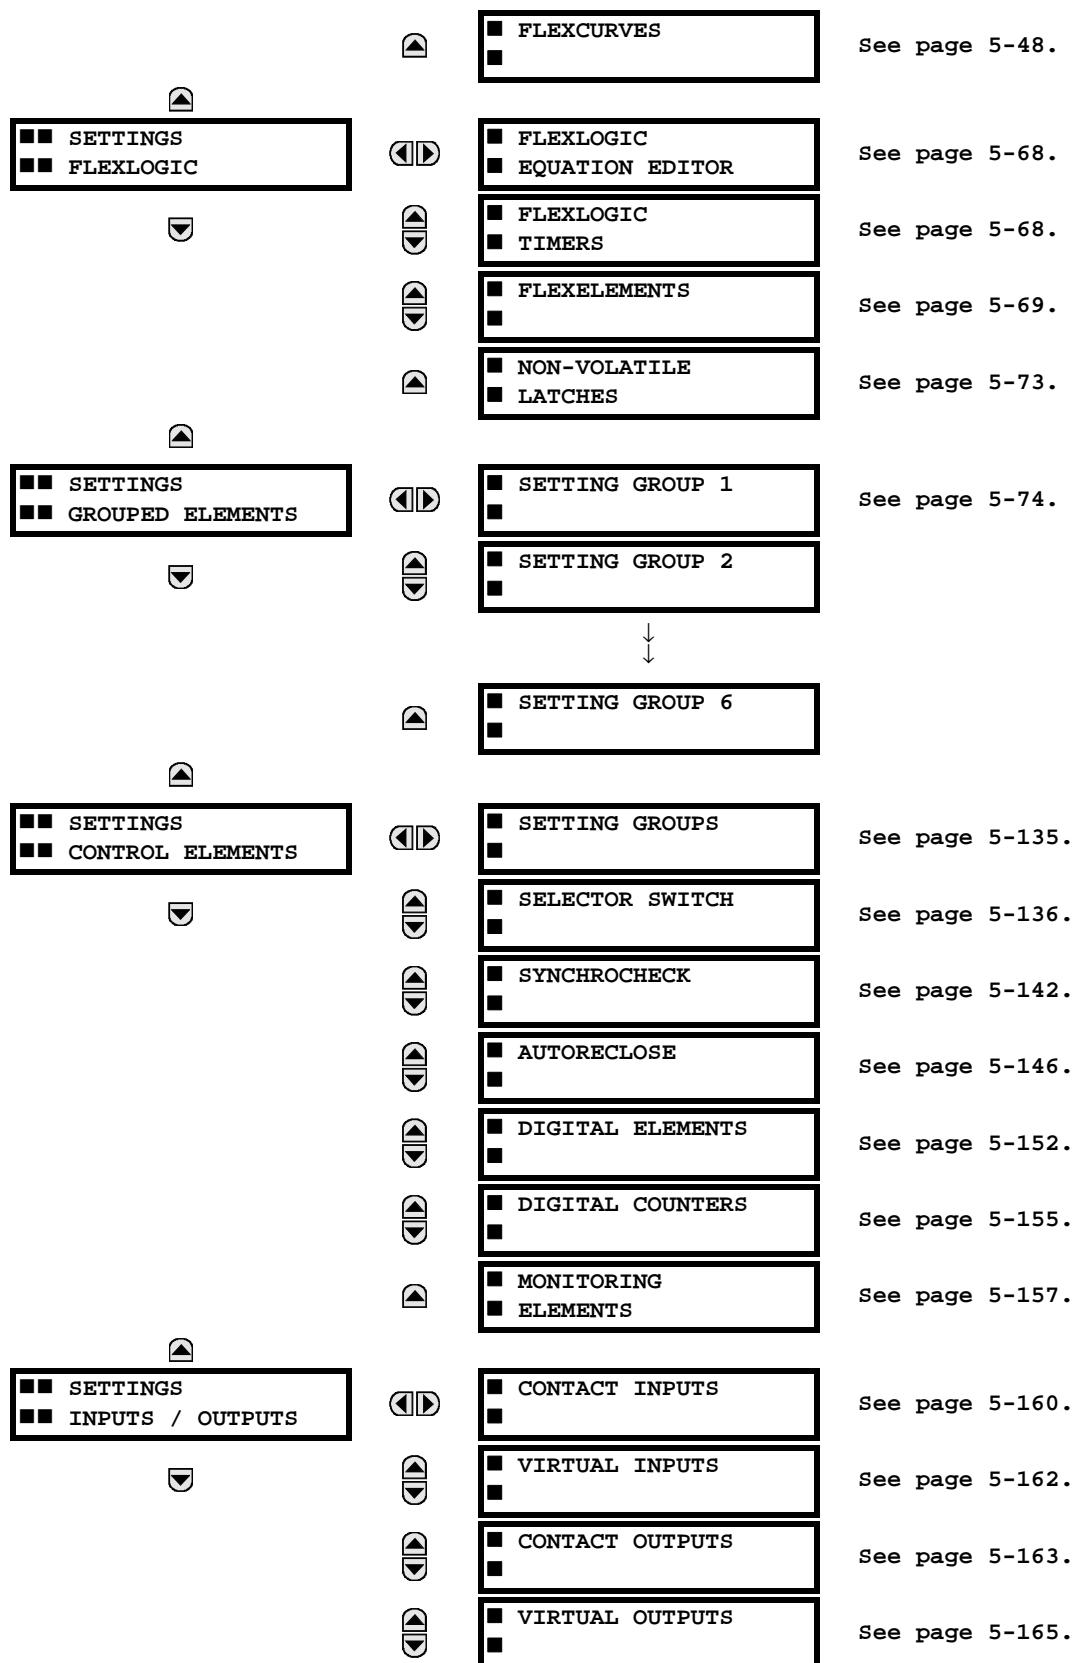 ■ FLEXCURVES
■
See page 5-48.
■■ SETTINGS
■■ FLEXLOGIC
■ FLEXLOGIC
■ EQUATION EDITOR
See page 5-68.
■ FLEXLOGIC
■ TIMERS
See page 5-68.
■ FLEXELEMENTS
■
See page 5-69.
■ NON-VOLATILE
■ LATCHES
See page 5-73.
■■ SETTINGS
■■ GROUPED ELEMENTS
■ SETTING GROUP 1
■
See page 5-74.
■ SETTING GROUP 2
■
↓
↓
■ SETTING GROUP 6
■
■■ SETTINGS
■■ CONTROL ELEMENTS
■ SETTING GROUPS
■
See page 5-135.
■ SELECTOR SWITCH
■
See page 5-136.
■ SYNCHROCHECK
■
See page 5-142.
■ AUTORECLOSE
■
See page 5-146.
■ DIGITAL ELEMENTS
■
See page 5-152.
■ DIGITAL COUNTERS
■
See page 5-155.
■ MONITORING
■ ELEMENTS
See page 5-157.
■■ SETTINGS
■■ INPUTS / OUTPUTS
■ CONTACT INPUTS
■
See page 5-160.
■ VIRTUAL INPUTS
■
See page 5-162.
■ CONTACT OUTPUTS
■
See page 5-163.
■ VIRTUAL OUTPUTS
■
See page 5-165.